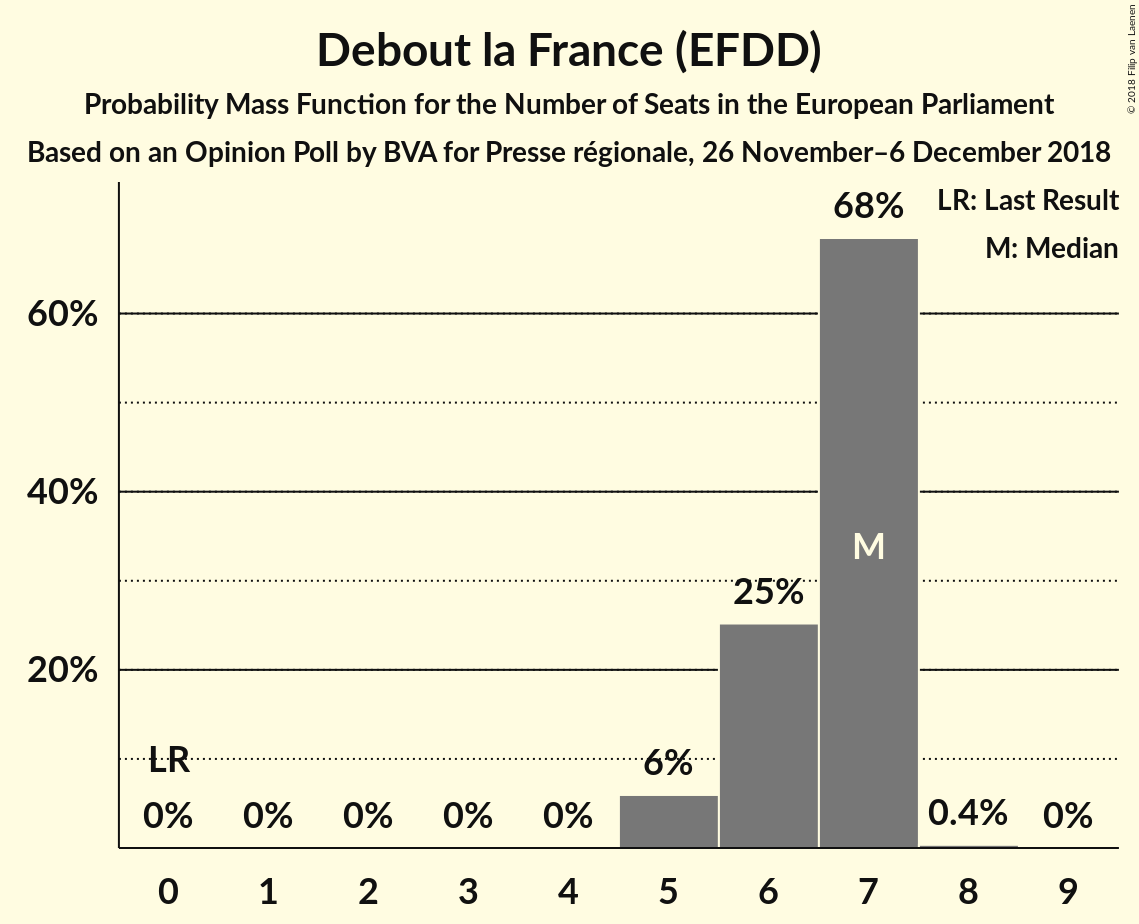 Debout la France (EFDD)
Probability Mass Function for the Number of Seats in the European Parliament
Based on an Opinion Poll by BVA for Presse régionale, 26 November–6 December 2018
© 2018 Filip van Laenen
LR: Last Result
M: Median
68%
60%
40%
M
25%
20%
LR
6%
0%
0%
0%
0%
0%
0.4%
0%
0 1 2 3 4 5 6 7 8 9